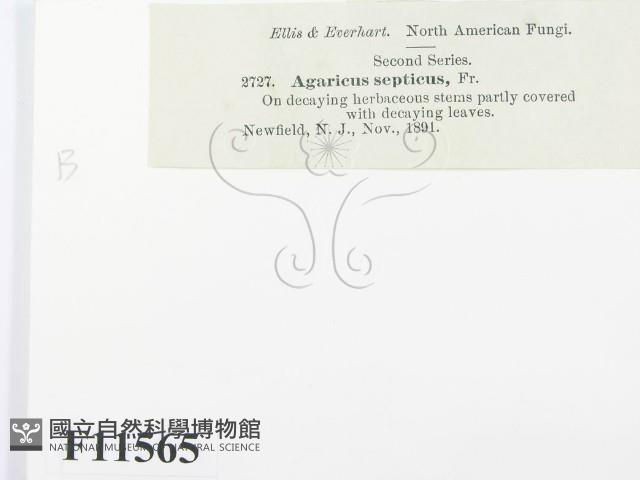 Ellis & Everhart. North American Fungi.
Second Series.
2727. Agaricus septicus, Fr.
On decaying herbaceous stems partly covered
with decaying leaves.
Newfield, N. J., Nov., 1891.
B
國立自然科學博物館
NATIONAL MUSEUM OF NATURAL SCIENCE
F11565